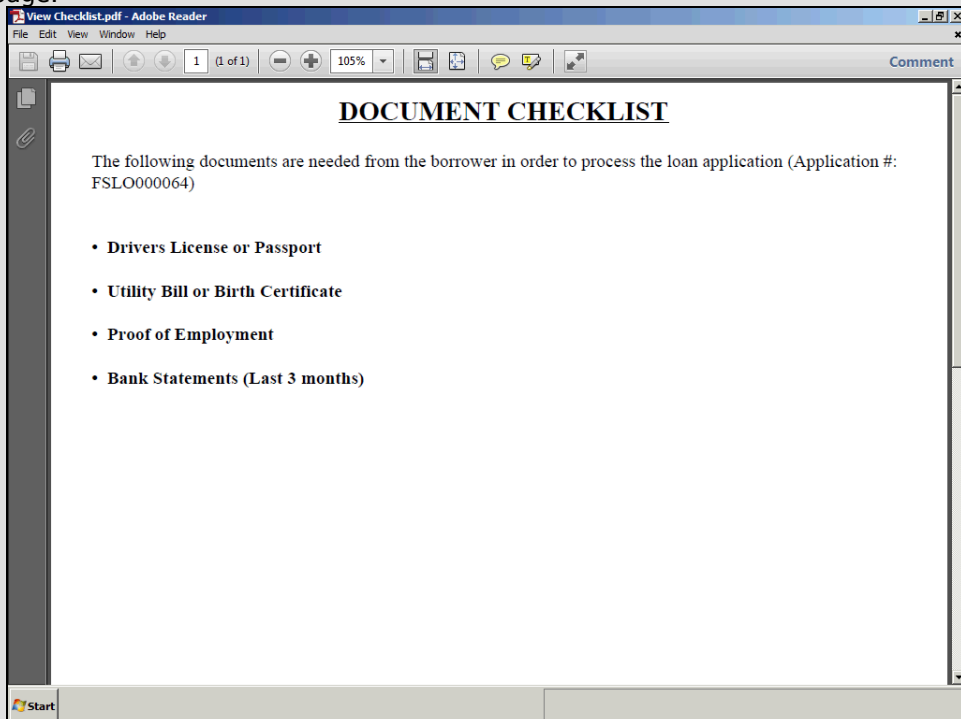 View Checklist.pdf - Adobe Reader
File Edit View Window Help
1 (1 of 1) 105% Comment
DOCUMENT CHECKLIST
The following documents are needed from the borrower in order to process the loan application (Application #:
FSLO000064)
• Drivers License or Passport
• Utility Bill or Birth Certificate
• Proof of Employment
• Bank Statements (Last 3 months)
Start